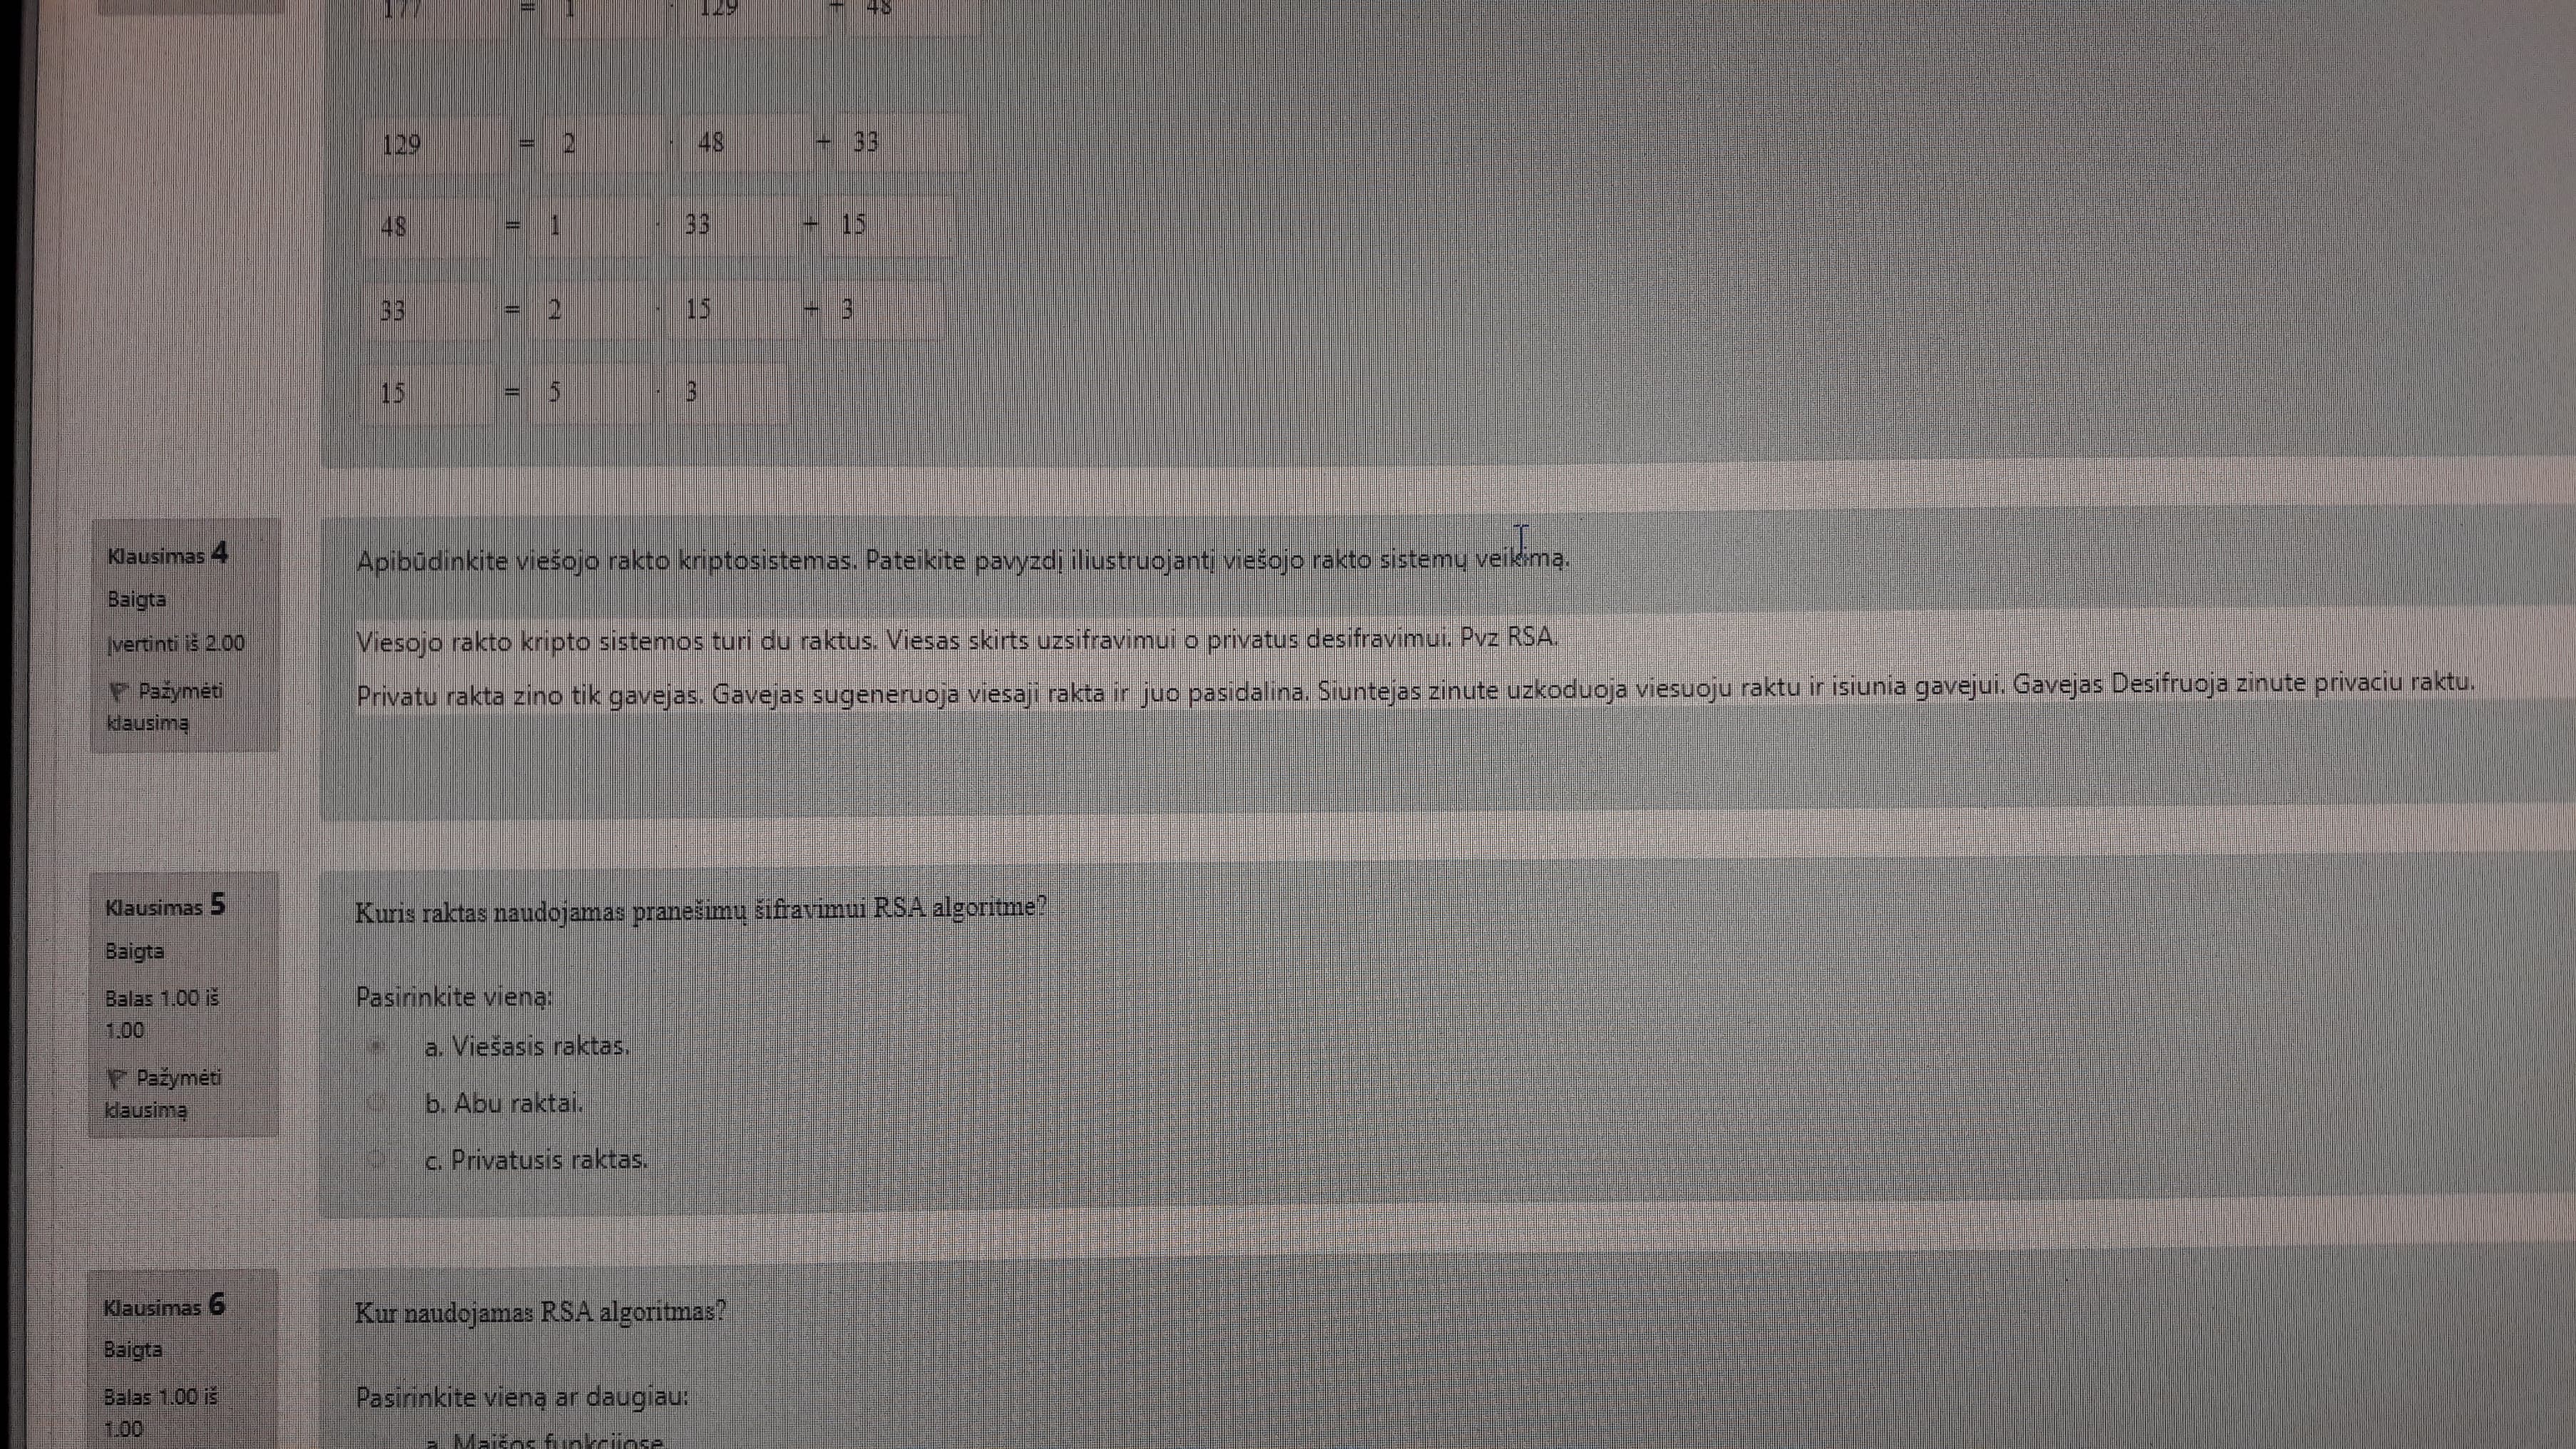 177 = 1 · 129 + 48
129 = 2 · 48 + 33
48 = 1 · 33 + 15
33 = 2 · 15 + 3
15 = 5 · 3
Klausimas 4
Baigta
Įvertinti iš 2.00
Pažymėti
klausimą
Apibūdinkite viešojo rakto kriptosistemas. Pateikite pavyzdį iliustruojantį viešojo rakto sistemų veikimą.
Viesojo rakto kripto sistemos turi du raktus. Viesas skirts uzsifravimui o privatus desifravimui. Pvz RSA.
Privatu rakta zino tik gavejas. Gavejas sugeneruoja viesaji rakta ir juo pasidalina. Siuntejas zinute uzkoduoja viesuoju raktu ir isiunia gavejui. Gavejas Desifruoja zinute privaciu raktu.
Klausimas 5
Baigta
Balas 1.00 iš
1.00
Pažymėti
klausimą
Kuris raktas naudojamas pranešimų šifravimui RSA algoritme?
Pasirinkite vieną:
a. Viešasis raktas.
b. Abu raktai.
c. Privatusis raktas.
Klausimas 6
Baigta
Balas 1.00 iš
1.00
Kur naudojamas RSA algoritmas?
Pasirinkite vieną ar daugiau:
a. Maišos funkcijose